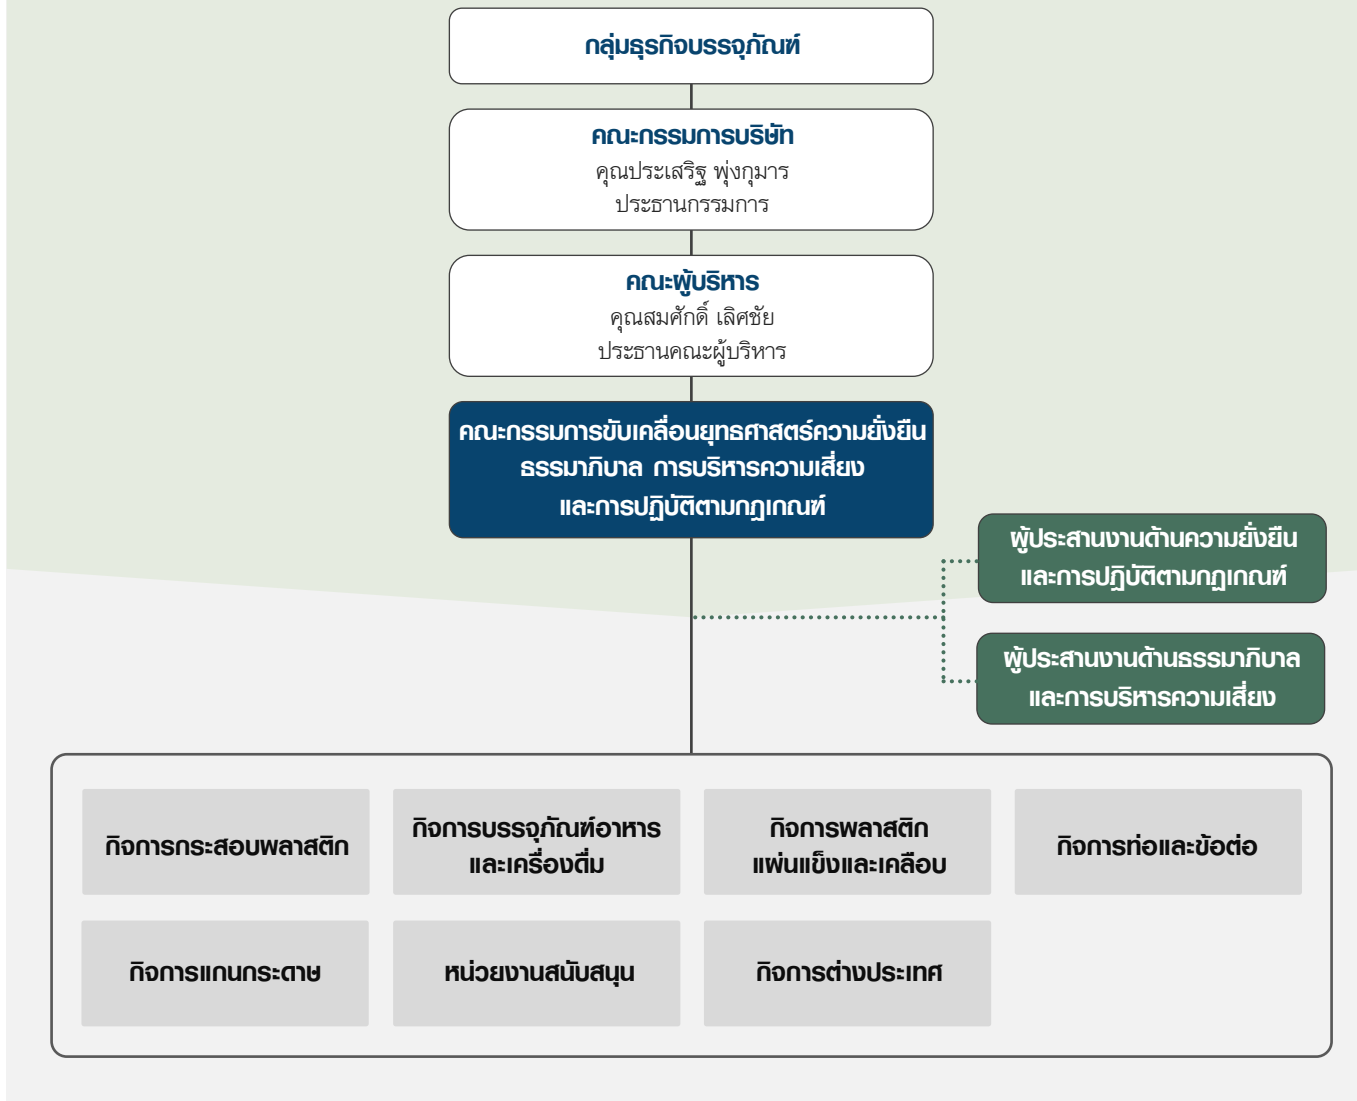 กลุ่มธุรกิจบรรจุภัณฑ์
คณะกรรมการบริษัท
คุณประเสริฐ พุ่งกุมาร
ประธานกรรมการ
คณะผู้บริหาร
คุณสมศักดิ์ เลิศชัย
ประธานคณะผู้บริหาร
คณะกรรมการขับเคลื่อนยุทธศาสตร์ความยั่งยืน
ธรรมาภิบาล การบริหารความเสี่ยง
และการปฏิบัติตามกฎเกณฑ์
ผู้ประสานงานด้านความยั่งยืน
และการปฏิบัติตามกฎเกณฑ์
ผู้ประสานงานด้านธรรมาภิบาล
และการบริหารความเสี่ยง
กิจการกระสอบพลาสติก
กิจการบรรจุภัณฑ์อาหาร
และเครื่องดื่ม
กิจการพลาสติก
แผ่นแข็งและเคลือบ
กิจการท่อและข้อต่อ
กิจการแกนกระดาษ
หน่วยงานสนับสนุน
กิจการต่างประเทศ